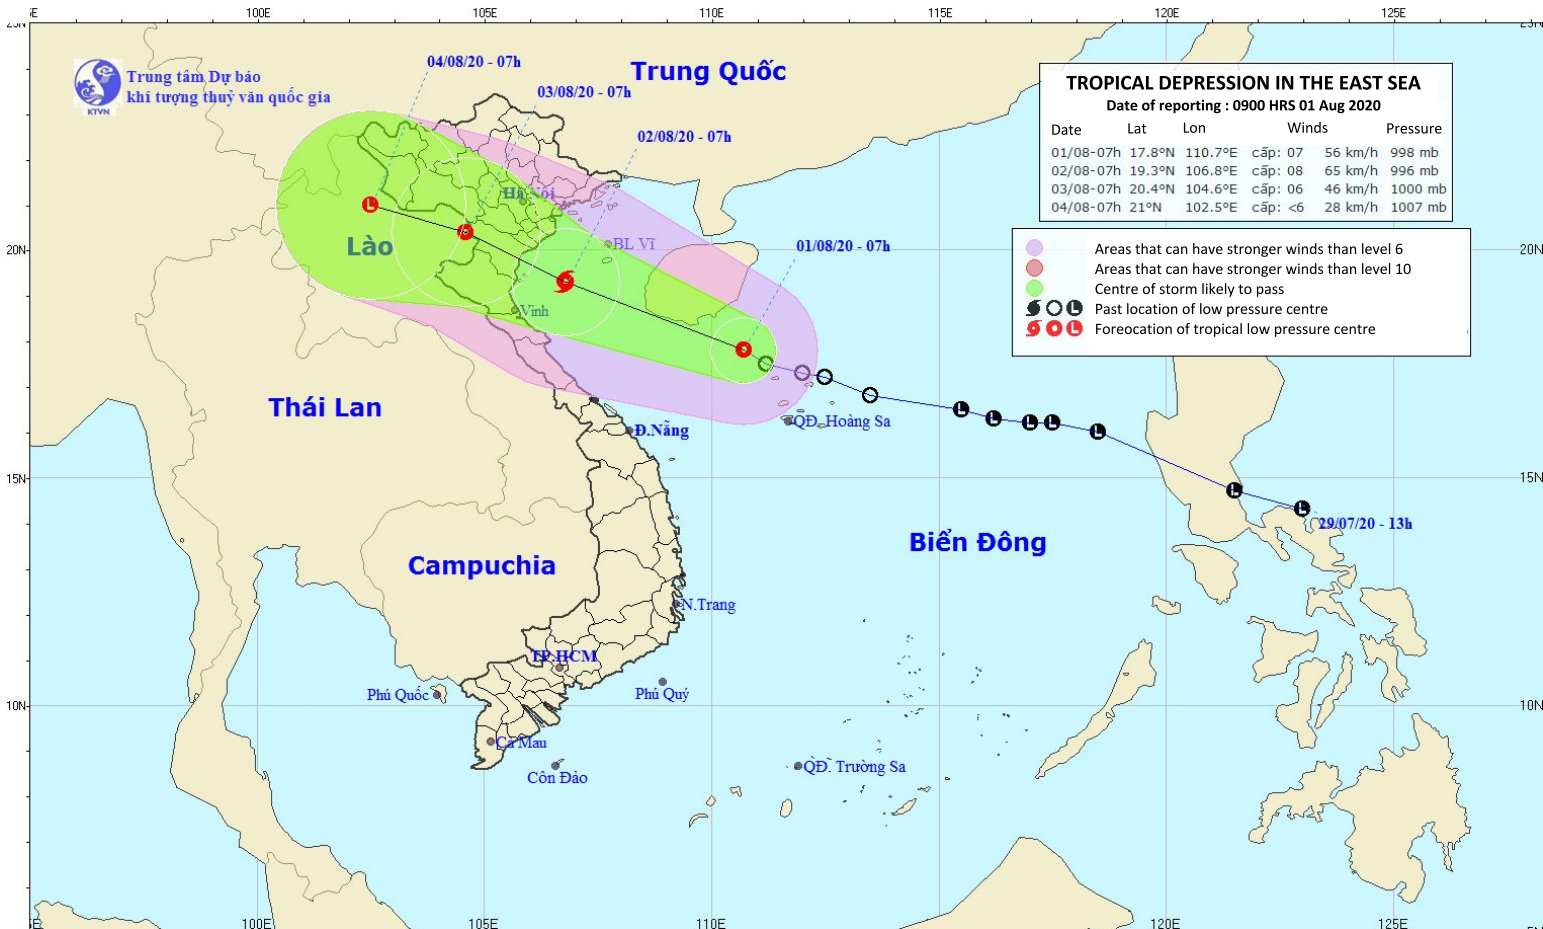 100E 105E 110E 115E 120E 125E
Trung tâm Dự báo
khí tượng thuỷ văn quốc gia
KTVN
04/08/20 - 07h
03/08/20 - 07h
02/08/20 - 07h
01/08/20 - 07h
29/07/20 - 13h
Trung Quốc
TROPICAL DEPRESSION IN THE EAST SEA
Date of reporting : 0900 HRS 01 Aug 2020
Date Lat Lon Winds Pressure
01/08-07h 17.8°N 110.7°E cấp: 07 56 km/h 998 mb
02/08-07h 19.3°N 106.8°E cấp: 08 65 km/h 996 mb
03/08-07h 20.4°N 104.6°E cấp: 06 46 km/h 1000 mb
04/08-07h 21°N 102.5°E cấp: <6 28 km/h 1007 mb
Areas that can have stronger winds than level 6
Areas that can have stronger winds than level 10
Centre of storm likely to pass
L Past location of low pressure centre
L Foreocation of tropical low pressure centre
Hà Nội
L
Lào
BL Vĩ
20N 20N
Vinh
Thái Lan
QĐ. Hoàng Sa
Đ.Nẵng
L L L L L L L
15N 15N
Biển Đông
Campuchia
N.Trang
TP.HCM
Phú Quốc
Phú Quý
10N 10N
Cà Mau
Côn Đảo
QĐ. Trường Sa
100E 105E 110E 120E 125E